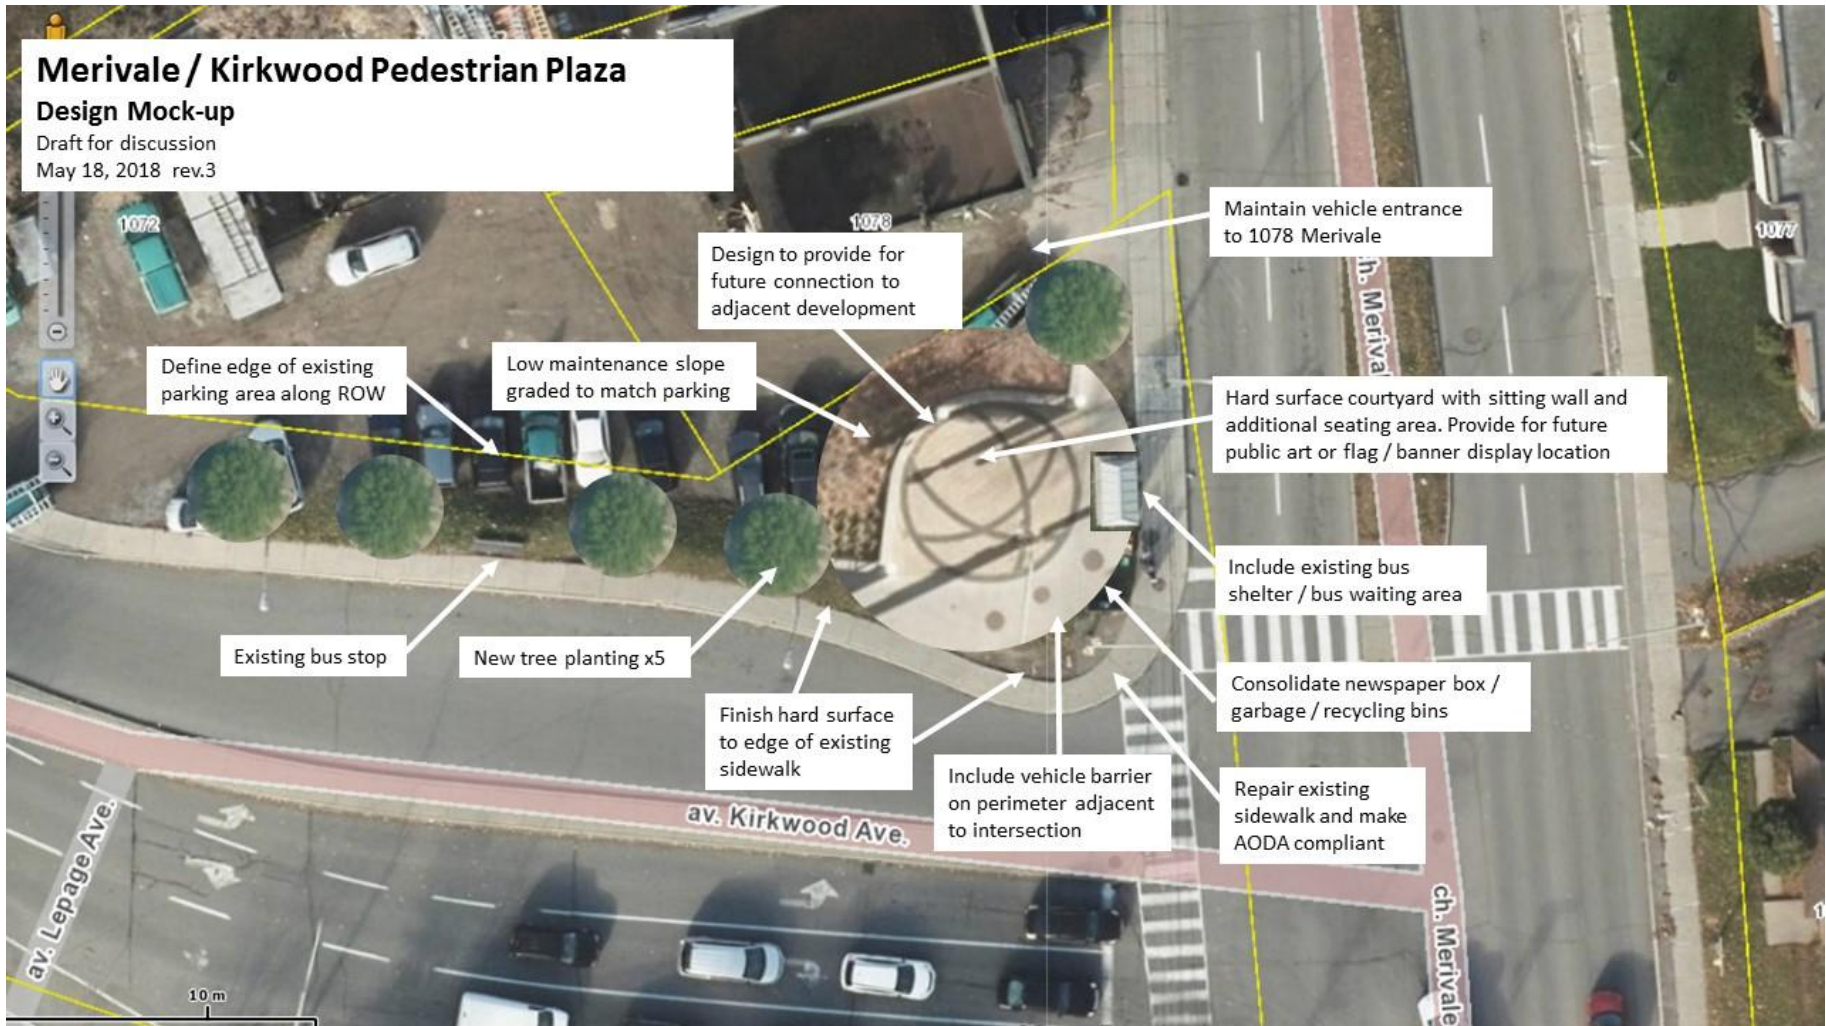 Merivale / Kirkwood Pedestrian Plaza
Design Mock-up
Draft for discussion
May 18, 2018 rev.3
1072
1078
1077
Maintain vehicle entrance
to 1078 Merivale
Design to provide for
future connection to
adjacent development
ch. Merivale
Define edge of existing
parking area along ROW
Low maintenance slope
graded to match parking
Hard surface courtyard with sitting wall and
additional seating area. Provide for future
public art or flag / banner display location
Include existing bus
shelter / bus waiting area
Existing bus stop
New tree planting x5
Consolidate newspaper box /
garbage / recycling bins
Finish hard surface
to edge of existing
sidewalk
Include vehicle barrier
on perimeter adjacent
to intersection
Repair existing
sidewalk and make
AODA compliant
av. Kirkwood Ave.
av. Lepage Ave.
ch. Merivale
10 m